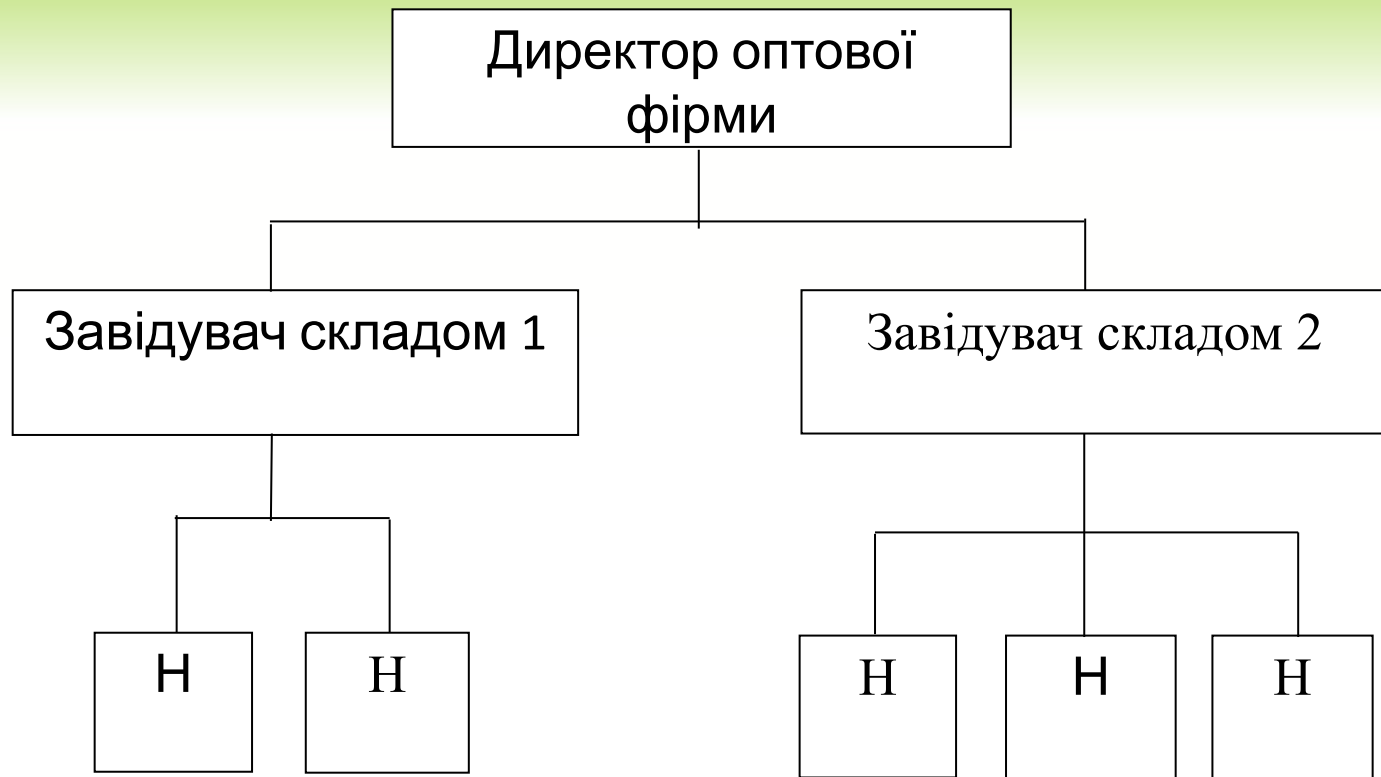 Директор оптової
фірми
Завідувач складом 1
Завідувач складом 2
Н
Н
Н
Н
Н